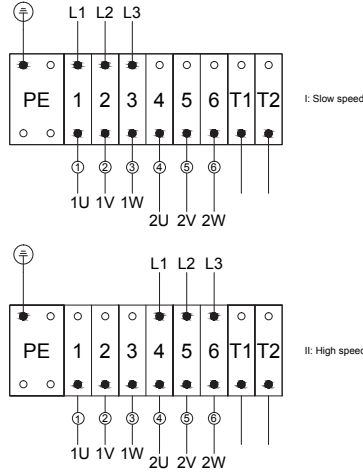 L1 L2 L3
PE 1 2 3 4 5 6 T1 T2
I: Slow speed
① ② ③ ④ ⑤ ⑥
1U 1V 1W
2U 2V 2W
L1 L2 L3
PE 1 2 3 4 5 6 T1 T2
II: High speed
① ② ③ ④ ⑤ ⑥
1U 1V 1W
2U 2V 2W